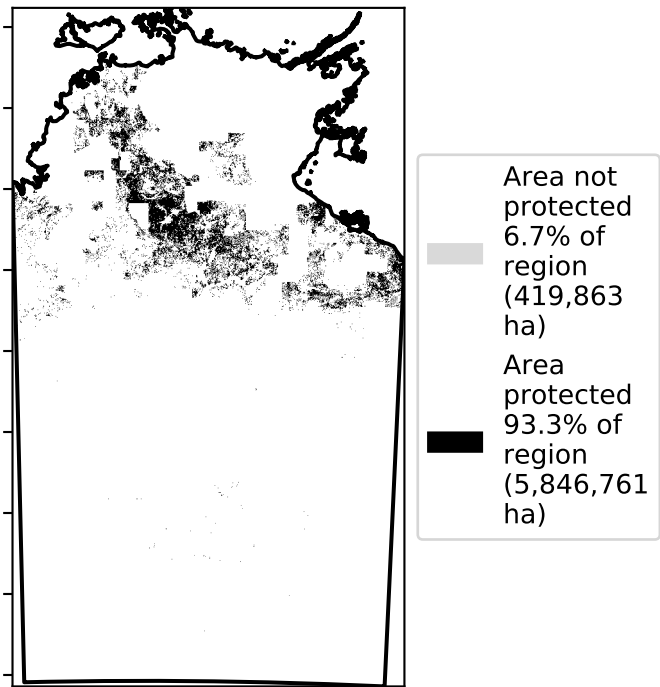 Area not
protected
6.7% of
region
(419,863
ha)
Area
protected
93.3% of
region
(5,846,761
ha)